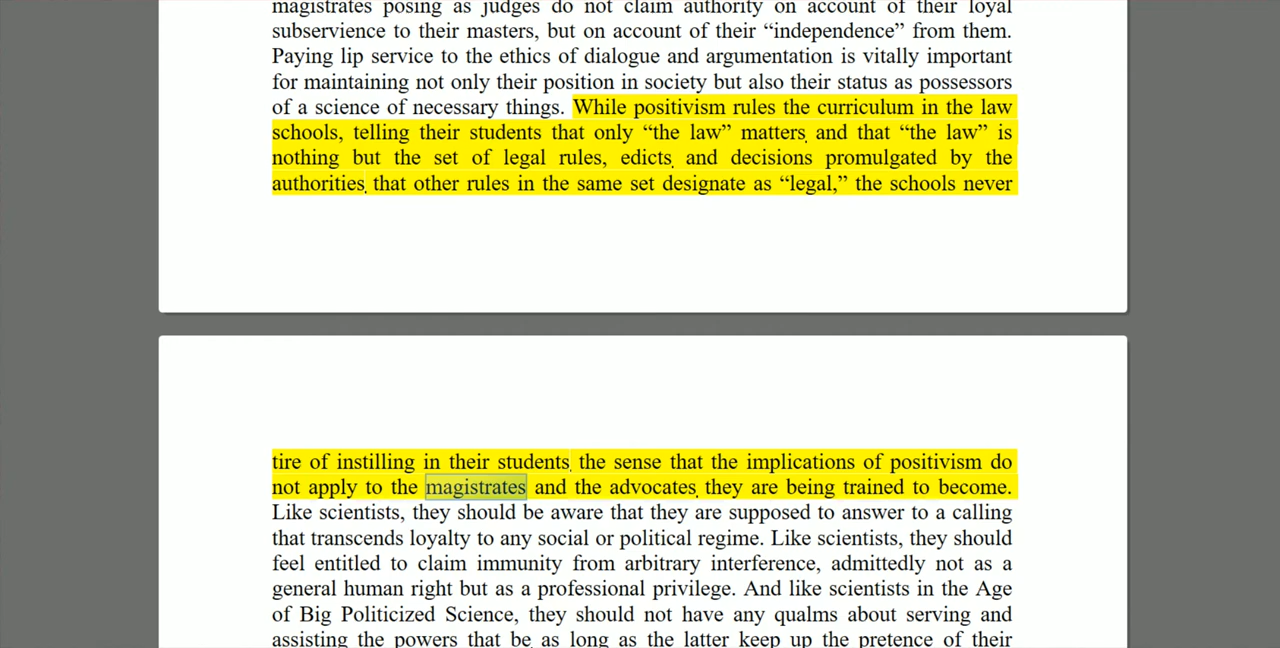 magistrates posing as judges do not claim authority on account of their loyal
subservience to their masters, but on account of their “independence” from them.
Paying lip service to the ethics of dialogue and argumentation is vitally important
for maintaining not only their position in society but also their status as possessors
of a science of necessary things. While positivism rules the curriculum in the law
schools, telling their students that only “the law” matters, and that “the law” is
nothing but the set of legal rules, edicts, and decisions promulgated by the
authorities, that other rules in the same set designate as “legal,” the schools never
tire of instilling in their students, the sense that the implications of positivism do
not apply to the magistrates and the advocates, they are being trained to become.
Like scientists, they should be aware that they are supposed to answer to a calling
that transcends loyalty to any social or political regime. Like scientists, they should
feel entitled to claim immunity from arbitrary interference, admittedly not as a
general human right but as a professional privilege. And like scientists in the Age
of Big Politicized Science, they should not have any qualms about serving and
assisting the powers that be, as long as the latter keep up the pretence of their